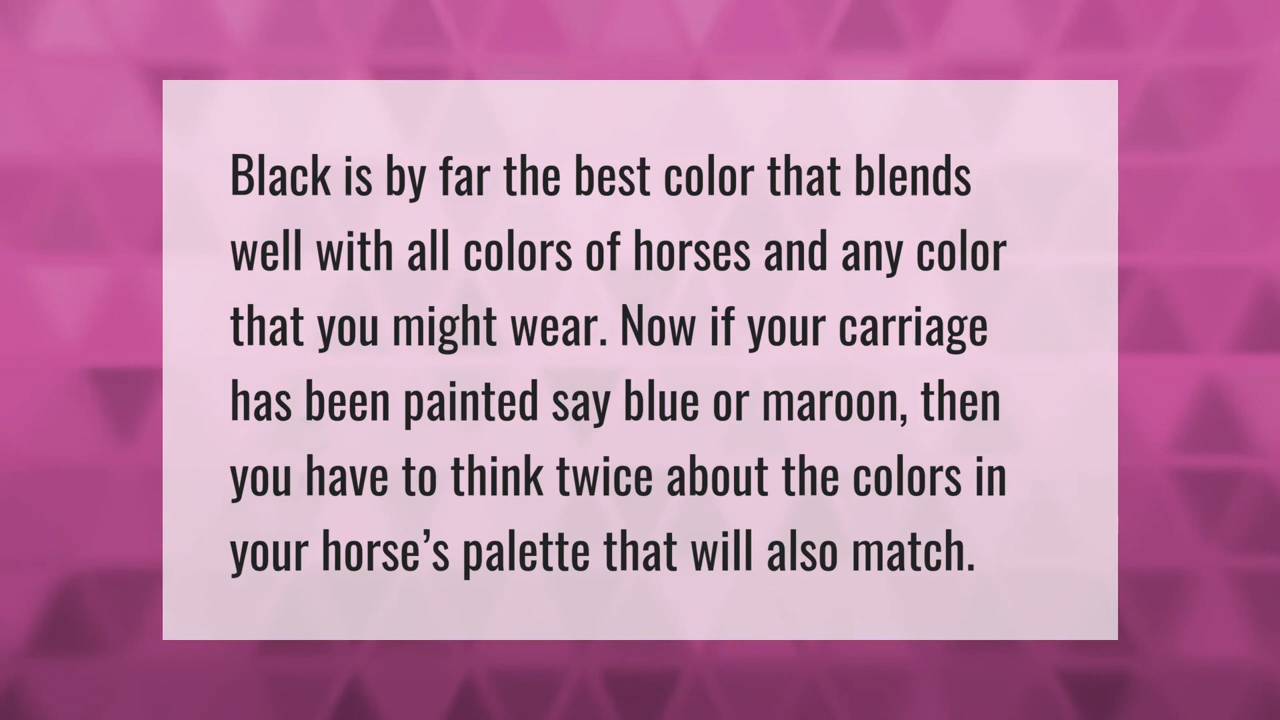 Black is by far the best color that blends
well with all colors of horses and any color
that you might wear. Now if your carriage
has been painted say blue or maroon, then
you have to think twice about the colors in
your horse’s palette that will also match.